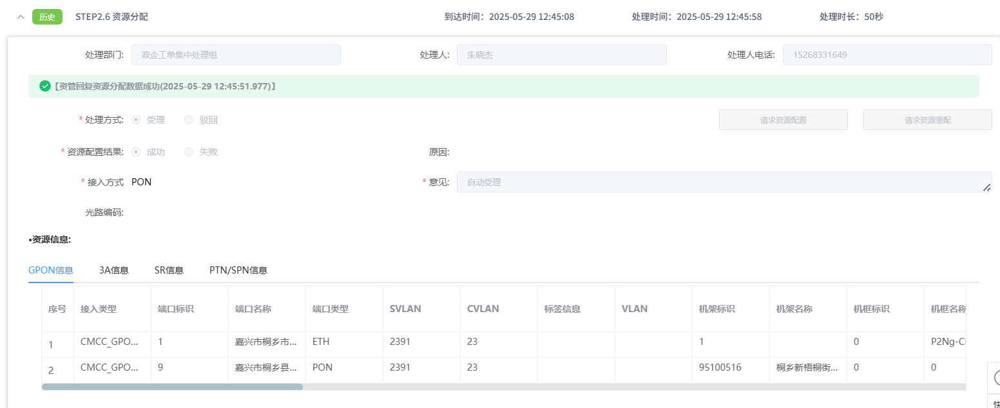 历史 STEP2.6 资源分配 到达时间：2025-05-29 12:45:08 处理时间：2025-05-29 12:45:58 处理时长：50秒
处理部门: 政企工单集中处理组 处理人: 朱晓杰 处理人电话: 15268331649
【资管回复资源分配数据成功(2025-05-29 12:45:51.977)】
* 处理方式: 受理 驳回 请求资源配置 请求资源重配
* 资源配置结果: 成功 失败 原因:
* 接入方式 PON * 意见: 自动受理
光路编码:
•资源信息:
GPON信息 3A信息 SR信息 PTN/SPN信息
序号 接入类型 端口标识 端口名称 端口类型 SVLAN CVLAN 标签信息 VLAN 机架标识 机架名称 机框标识 机框名称
1 CMCC_GPO... 1 嘉兴市桐乡市... ETH 2391 23 1 0 P2Ng-C
2 CMCC_GPO... 9 嘉兴市桐乡县... PON 2391 23 95100516 桐乡新梧桐街... 0 0